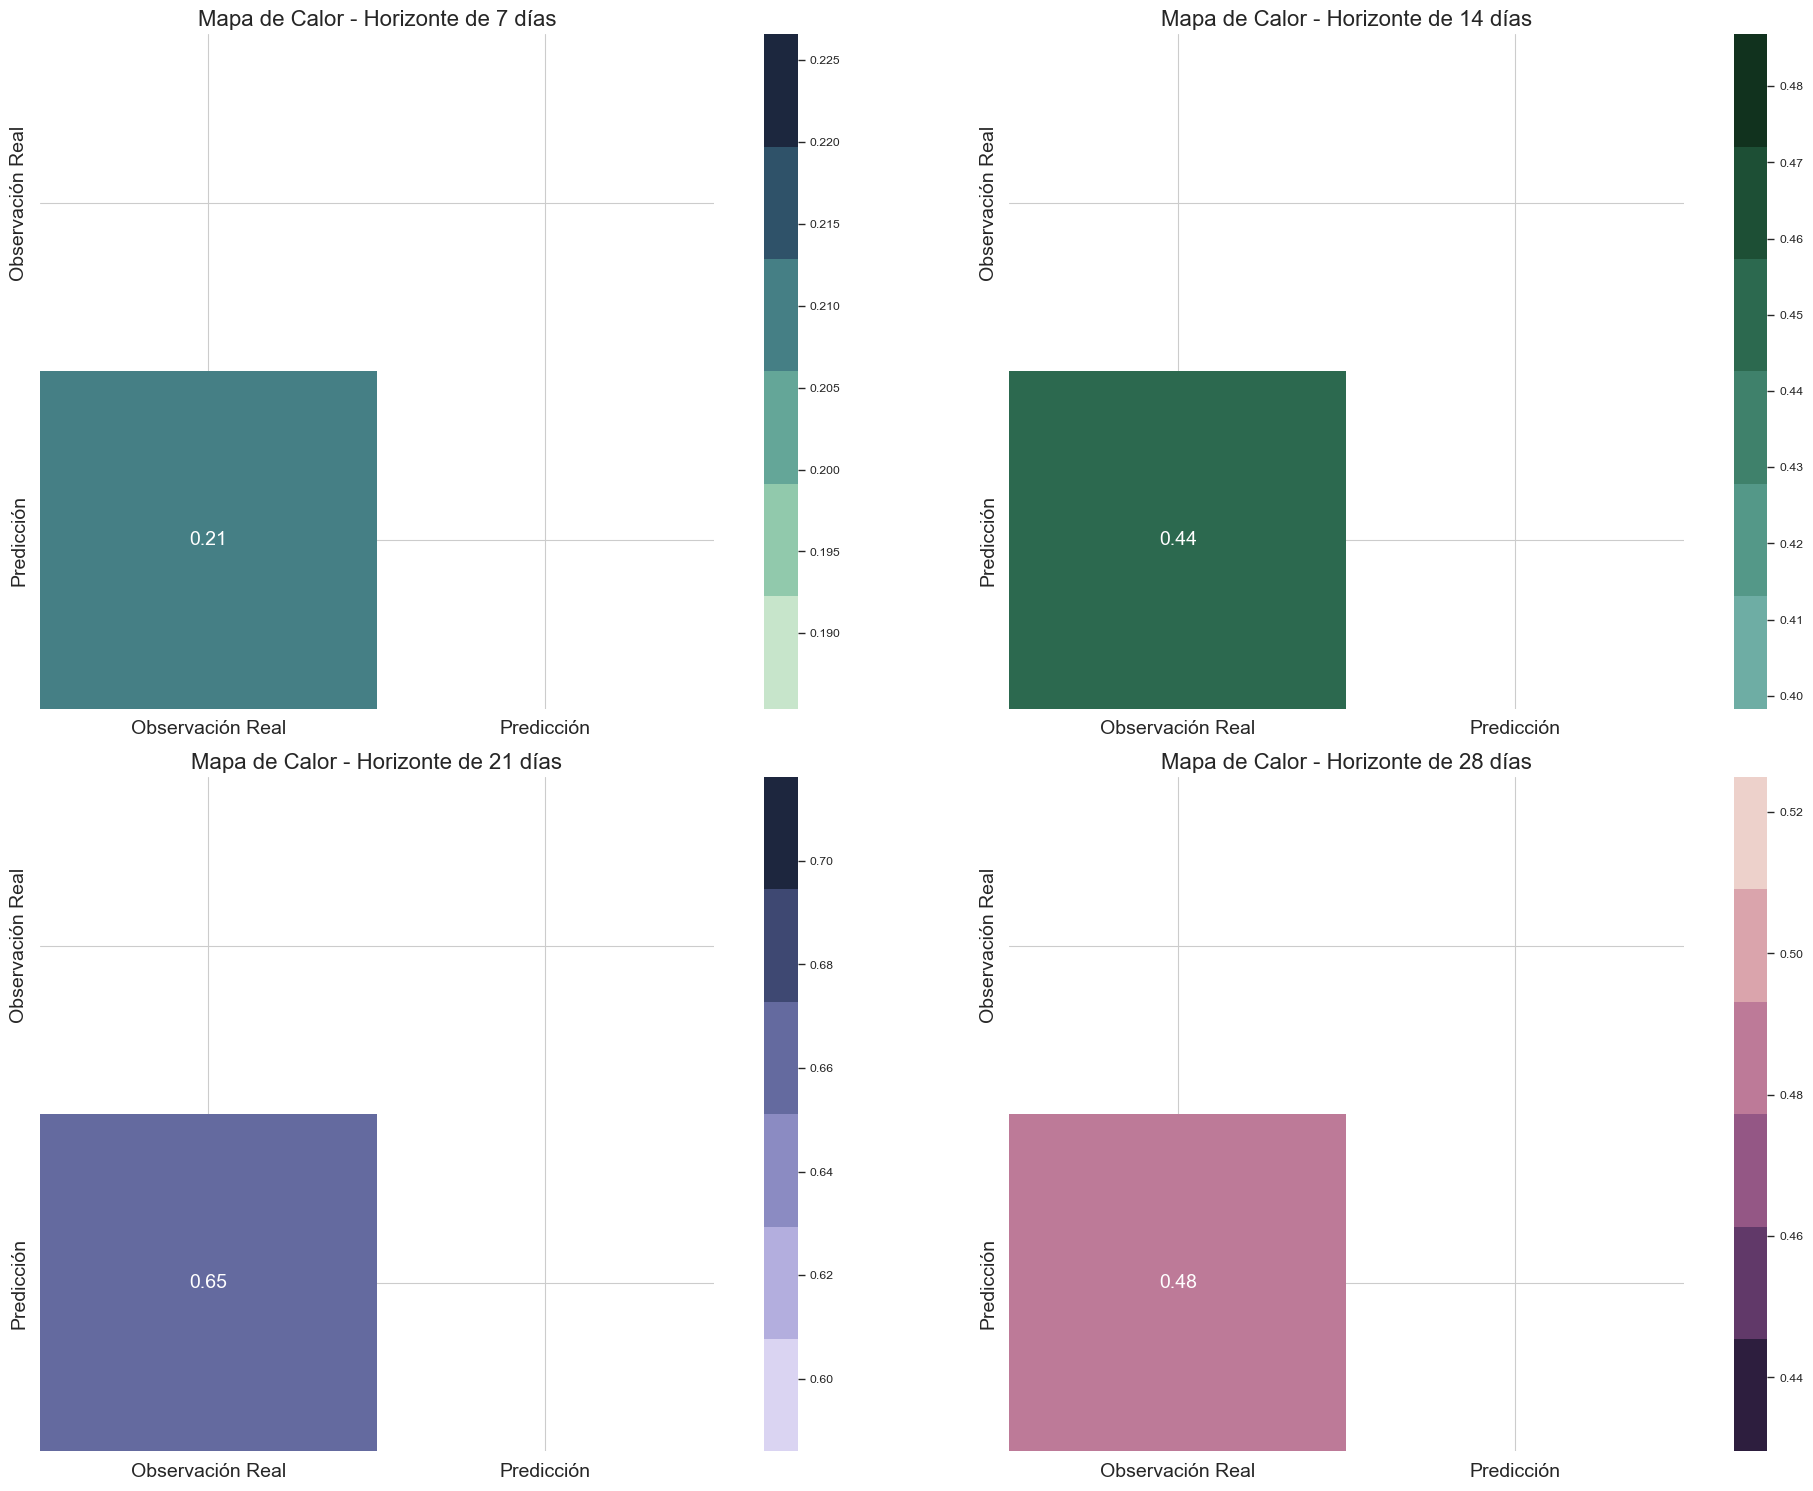 Mapa de Calor - Horizonte de 7 días
Observación Real
Predicción
0.21
Observación Real
Predicción
0.225
0.220
0.215
0.210
0.205
0.200
0.195
0.190
Mapa de Calor - Horizonte de 14 días
Observación Real
Predicción
0.44
Observación Real
Predicción
0.48
0.47
0.46
0.45
0.44
0.43
0.42
0.41
0.40
Mapa de Calor - Horizonte de 21 días
Observación Real
Predicción
0.65
Observación Real
Predicción
0.70
0.68
0.66
0.64
0.62
0.60
Mapa de Calor - Horizonte de 28 días
Observación Real
Predicción
0.48
Observación Real
Predicción
0.52
0.50
0.48
0.46
0.44